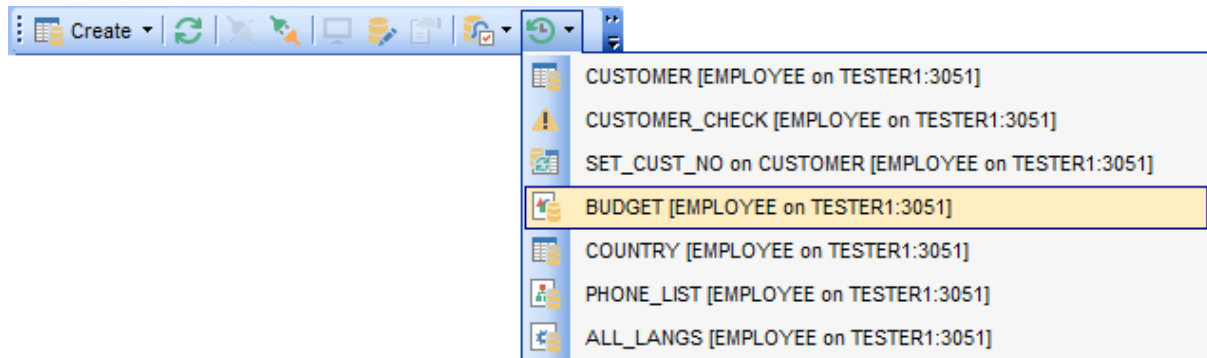 Create
CUSTOMER [EMPLOYEE on TESTER1:3051]
CUSTOMER_CHECK [EMPLOYEE on TESTER1:3051]
SET_CUST_NO on CUSTOMER [EMPLOYEE on TESTER1:3051]
BUDGET [EMPLOYEE on TESTER1:3051]
COUNTRY [EMPLOYEE on TESTER1:3051]
PHONE_LIST [EMPLOYEE on TESTER1:3051]
ALL_LANGS [EMPLOYEE on TESTER1:3051]